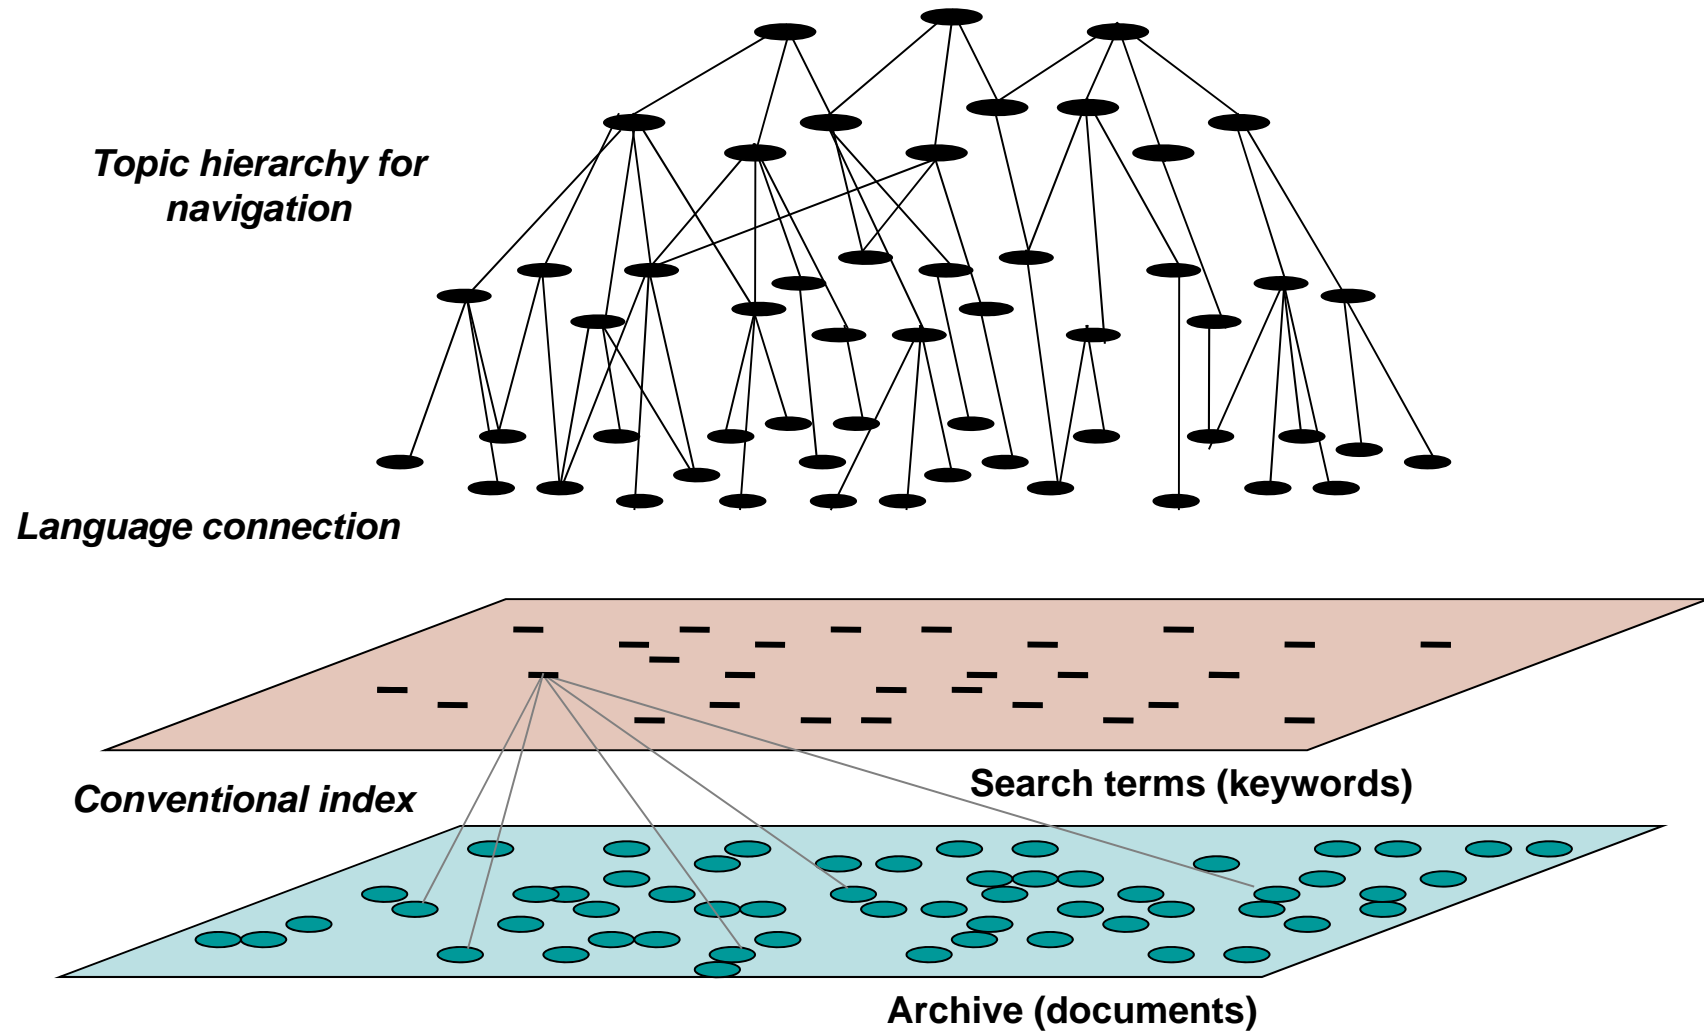 Topic hierarchy for
navigation
Language connection
Search terms (keywords)
Conventional index
Archive (documents)